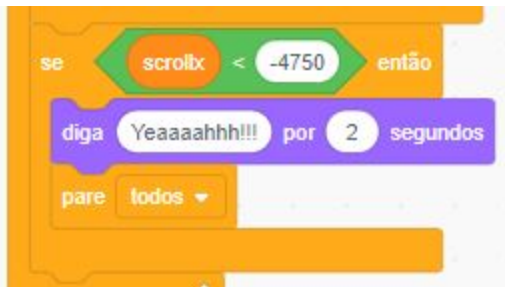 se scrollx < -4750 então
diga Yeaaaahhh!!! por 2 segundos
pare todos